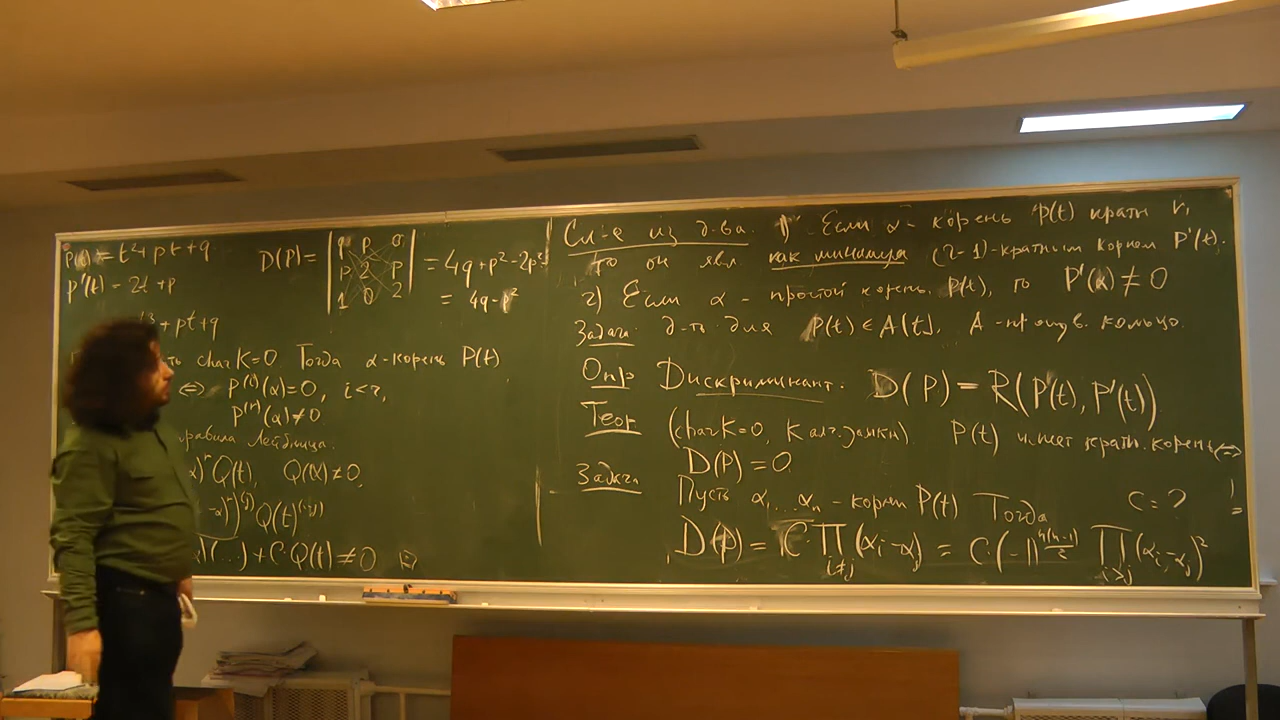 P(t) = t²+pt+q
P'(t) = 2t+p
D(P) = | q p 0 | = 4q+p²-2p²
p 2 p
1 0 2 = 4q-p²
t³+pt+q
char K=0. Тогда α-корень P(t)
⇔ P⁽ⁱ⁾(α)=0, i<r,
P⁽ʳ⁾(α)≠0.
Лейбница.
)ʳ Q(t), Q(α)≠0.
-α)ʳ)⁽ʲ⁾ Q(t)
(...)+C·Q(t)≠0
Сл-е из д-ва. 1) Если α-корень P(t) кратн r,
то он явл. как минимум (r-1)-кратным корнем P'(t).
2) Если α - простой корень P(t), то P'(α)≠0
Задача д-ть для P(t)∈A[t], A- кольцо.
Опр Дискриминант. D(P)=R(P(t),P'(t))
Теор (char K=0, K алг. замкн). P(t) имеет кратн. корень ⇔
D(P)=0
Задача Пусть α₁...αₙ - корни P(t) Тогда C=?
D(P) = C·∏_{i≠j}(αᵢ-αⱼ) = C·(-1)^{n(n-1)/2} ∏_{i>j}(αᵢ-αⱼ)²